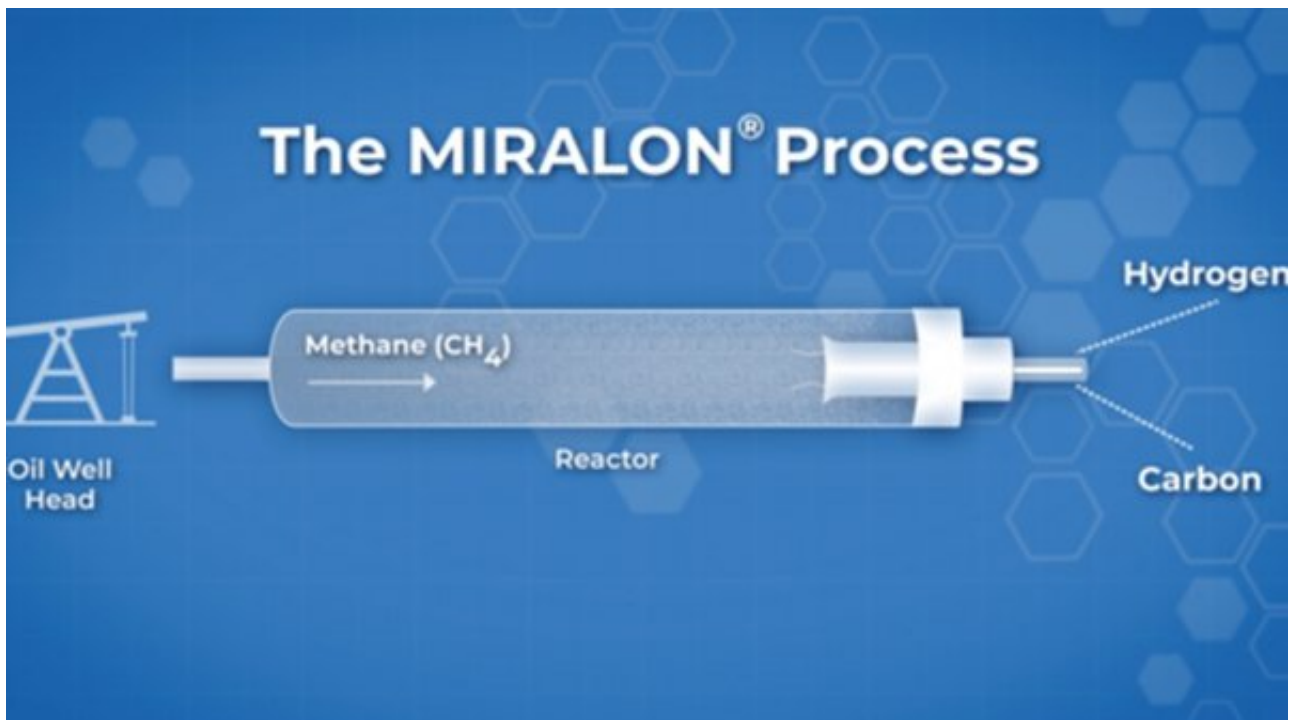 The MIRALON® Process
Hydrogen
Methane (CH₄)
Oil Well
Head
Reactor
Carbon